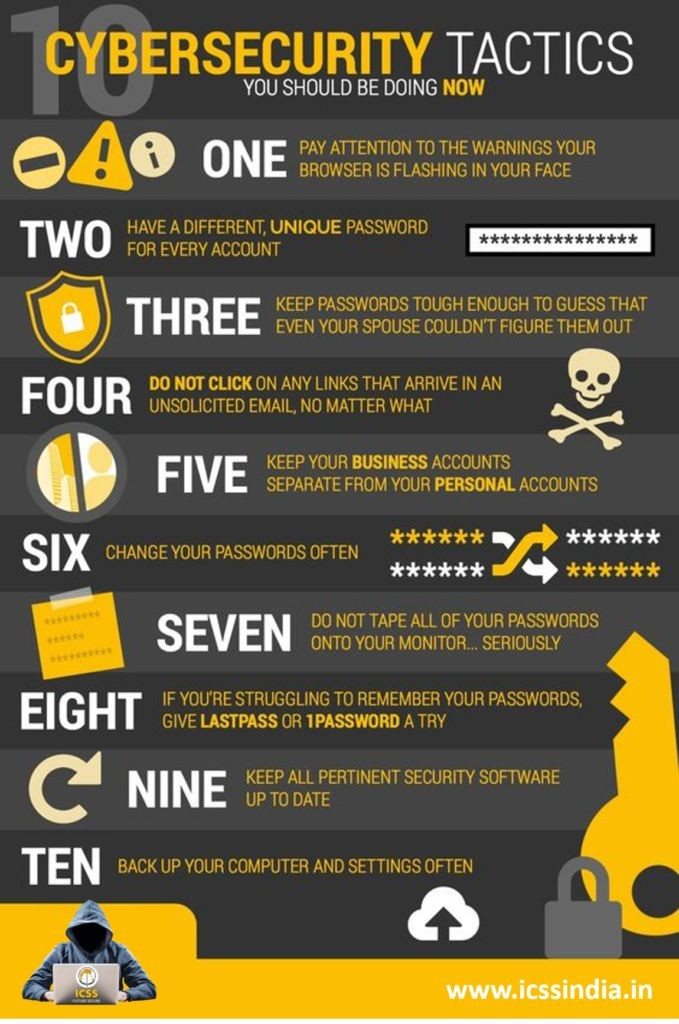 10
CYBERSECURITY TACTICS
YOU SHOULD BE DOING NOW
ONE
PAY ATTENTION TO THE WARNINGS YOUR
BROWSER IS FLASHING IN YOUR FACE
TWO
HAVE A DIFFERENT, UNIQUE PASSWORD
FOR EVERY ACCOUNT
***************
THREE
KEEP PASSWORDS TOUGH ENOUGH TO GUESS THAT
EVEN YOUR SPOUSE COULDN'T FIGURE THEM OUT
FOUR
DO NOT CLICK ON ANY LINKS THAT ARRIVE IN AN
UNSOLICITED EMAIL, NO MATTER WHAT
FIVE
KEEP YOUR BUSINESS ACCOUNTS
SEPARATE FROM YOUR PERSONAL ACCOUNTS
SIX
CHANGE YOUR PASSWORDS OFTEN
****** ******
****** ******
SEVEN
DO NOT TAPE ALL OF YOUR PASSWORDS
ONTO YOUR MONITOR... SERIOUSLY
EIGHT
IF YOU'RE STRUGGLING TO REMEMBER YOUR PASSWORDS,
GIVE LASTPASS OR 1PASSWORD A TRY
NINE
KEEP ALL PERTINENT SECURITY SOFTWARE
UP TO DATE
TEN
BACK UP YOUR COMPUTER AND SETTINGS OFTEN
ICSS
FUTURE SECURE
www.icssindia.in